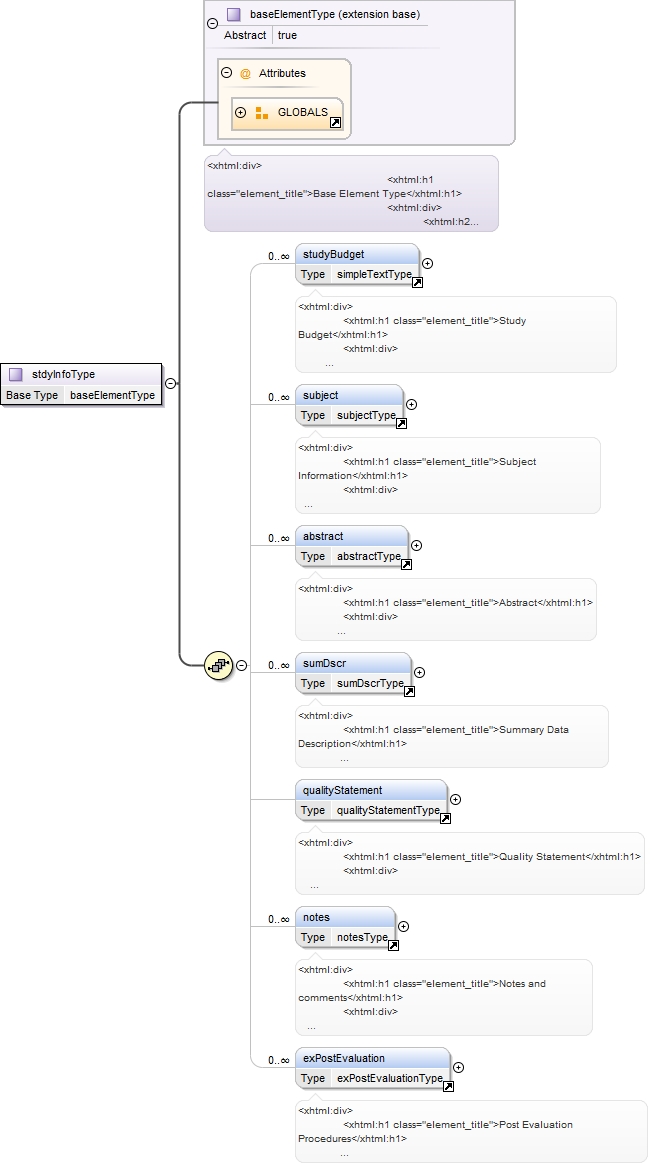 baseElementType (extension base)
Abstract true
@ Attributes
GLOBALS
<xhtml:div>
<xhtml:h1
class="element_title">Base Element Type</xhtml:h1>
<xhtml:div>
<xhtml:h2...
stdyInfoType
Base Type baseElementType
0..∞ studyBudget
Type simpleTextType
<xhtml:div>
<xhtml:h1 class="element_title">Study
Budget</xhtml:h1>
<xhtml:div>
...
0..∞ subject
Type subjectType
<xhtml:div>
<xhtml:h1 class="element_title">Subject
Information</xhtml:h1>
<xhtml:div>
...
0..∞ abstract
Type abstractType
<xhtml:div>
<xhtml:h1 class="element_title">Abstract</xhtml:h1>
<xhtml:div>
...
0..∞ sumDscr
Type sumDscrType
<xhtml:div>
<xhtml:h1 class="element_title">Summary Data
Description</xhtml:h1>
...
qualityStatement
Type qualityStatementType
<xhtml:div>
<xhtml:h1 class="element_title">Quality Statement</xhtml:h1>
<xhtml:div>
...
0..∞ notes
Type notesType
<xhtml:div>
<xhtml:h1 class="element_title">Notes and
comments</xhtml:h1>
<xhtml:div>
...
0..∞ exPostEvaluation
Type exPostEvaluationType
<xhtml:div>
<xhtml:h1 class="element_title">Post Evaluation
Procedures</xhtml:h1>
...